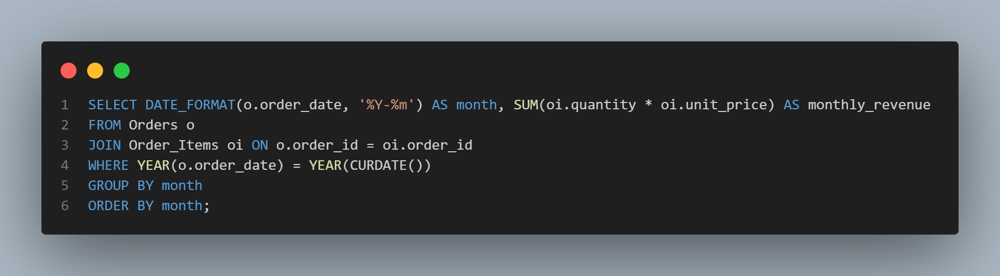 1 SELECT DATE_FORMAT(o.order_date, '%Y-%m') AS month, SUM(oi.quantity * oi.unit_price) AS monthly_revenue
2 FROM Orders o
3 JOIN Order_Items oi ON o.order_id = oi.order_id
4 WHERE YEAR(o.order_date) = YEAR(CURDATE())
5 GROUP BY month
6 ORDER BY month;